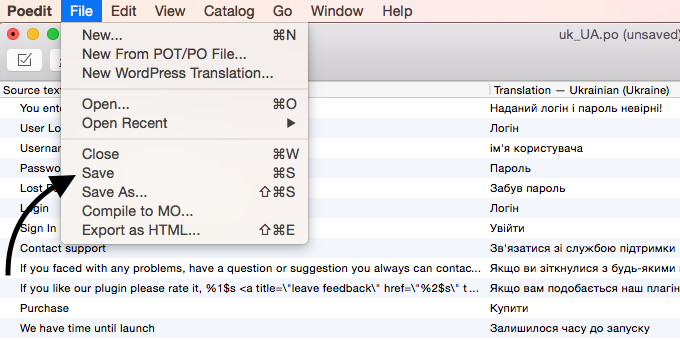 Poedit File Edit View Catalog Go Window Help
uk_UA.po (unsaved)
New... ⌘N
New From POT/PO File...
New WordPress Translation...
Open... ⌘O
Open Recent ▶
Close ⌘W
Save ⌘S
Save As... ⇧⌘S
Compile to MO...
Export as HTML... ⇧⌘E
Source text Translation — Ukrainian (Ukraine)
You ente Наданий логін і пароль невірні!
User Lo Логін
Userna ім'я користувача
Passwo Пароль
Lost Забув пароль
Login Логін
Sign In Увійти
Contact support Зв'язатися зі службою підтримки
If you faced with any problems, have a question or suggestion you always can contac... Якщо ви зіткнулися з будь-якими
If you like our plugin please rate it, %1$s <a title=\"leave feedback\" href=\"%2$s\" t... Якщо вам подобається наш плагін
Purchase Купити
We have time until launch Залишилося часу до запуску